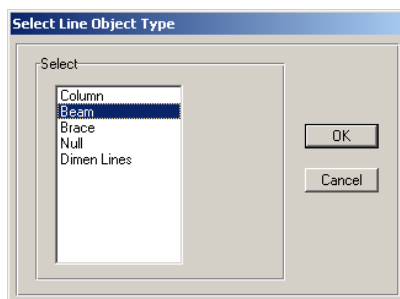 Select Line Object Type
Select
Column
Beam
Brace
Null
Dimen Lines
OK
Cancel